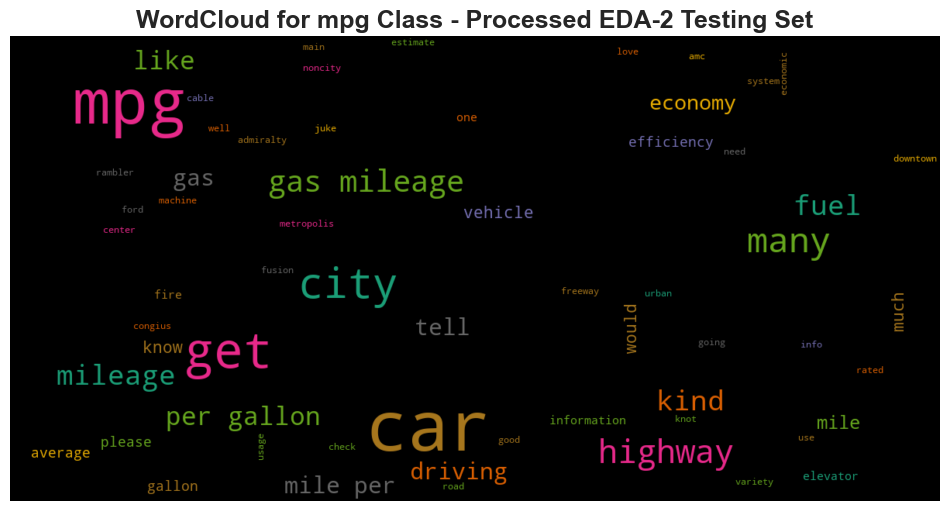 WordCloud for mpg Class - Processed EDA-2 Testing Set
estimate
main
love
like
amc
noncity
system
economic
mpg
cable
economy
one
well
juke
admiralty
efficiency
need
downtown
rambler
gas
gas mileage
machine
ford
vehicle
fuel
center
metropolis
many
fusion
city
fire
freeway
urban
much
congius
tell
would
know
get
going
info
mileage
rated
kind
per gallon
car
information
knot
mile
please
usage
check
good
highway
use
average
driving
elevator
gallon
mile per
road
variety